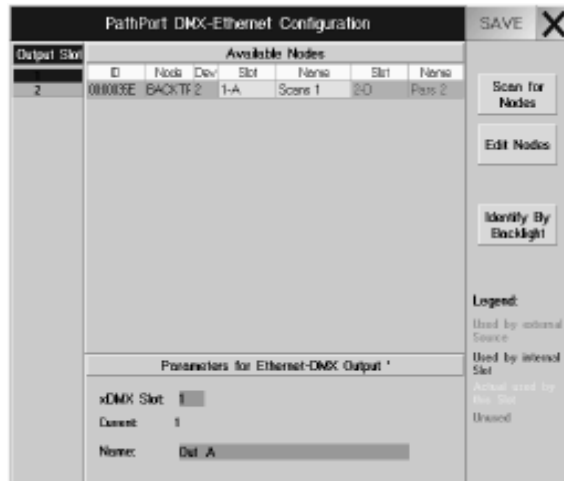 PathPort DMX-Ethernet Configuration
SAVE X
Output Slot
Available Nodes
ID Node Dev Slot Name Slot Name
1
2
BACKTR 2 1-A Scans 1 2-D Pars 2
Scan for
Nodes
Edit Nodes
Identify By
Backlight
Legend:
Used by external
Source
Used by internal
Slot
Actual used by
this Slot
Unused
Parameters for Ethernet-DMX Output
xDMX Slot: 1
Current: 1
Name: Out A